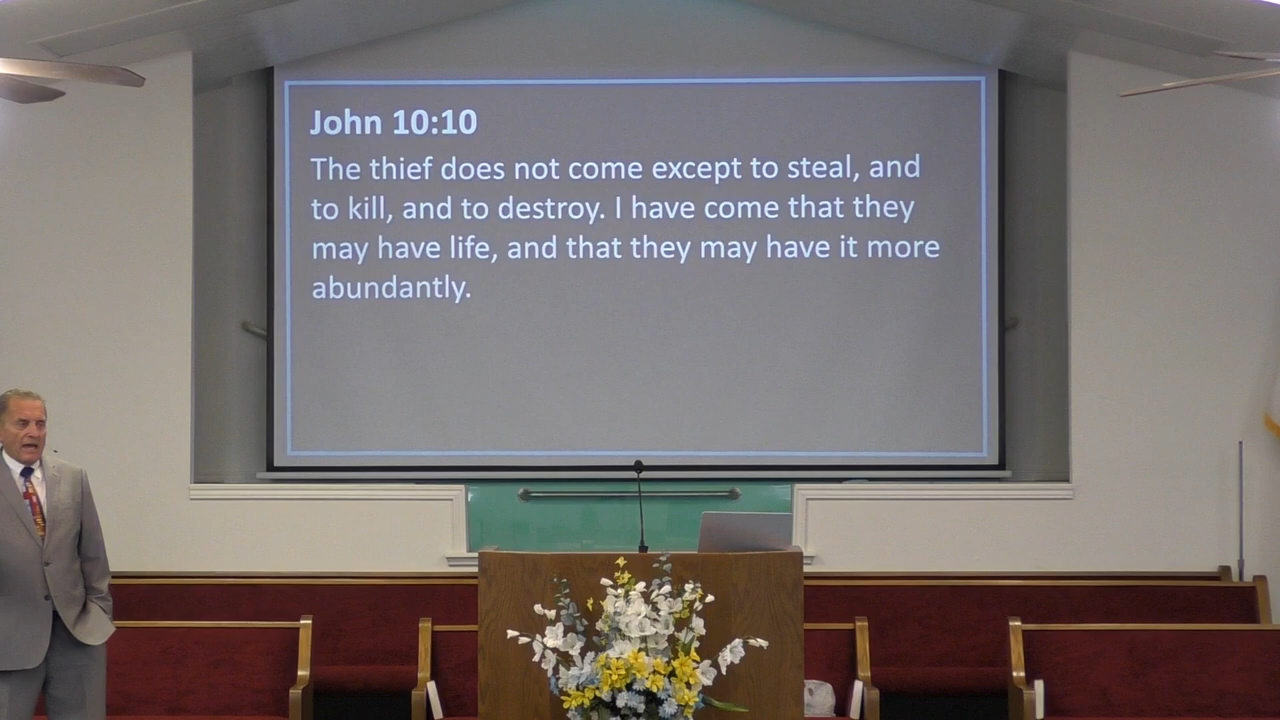 John 10:10
The thief does not come except to steal, and
to kill, and to destroy. I have come that they
may have life, and that they may have it more
abundantly.